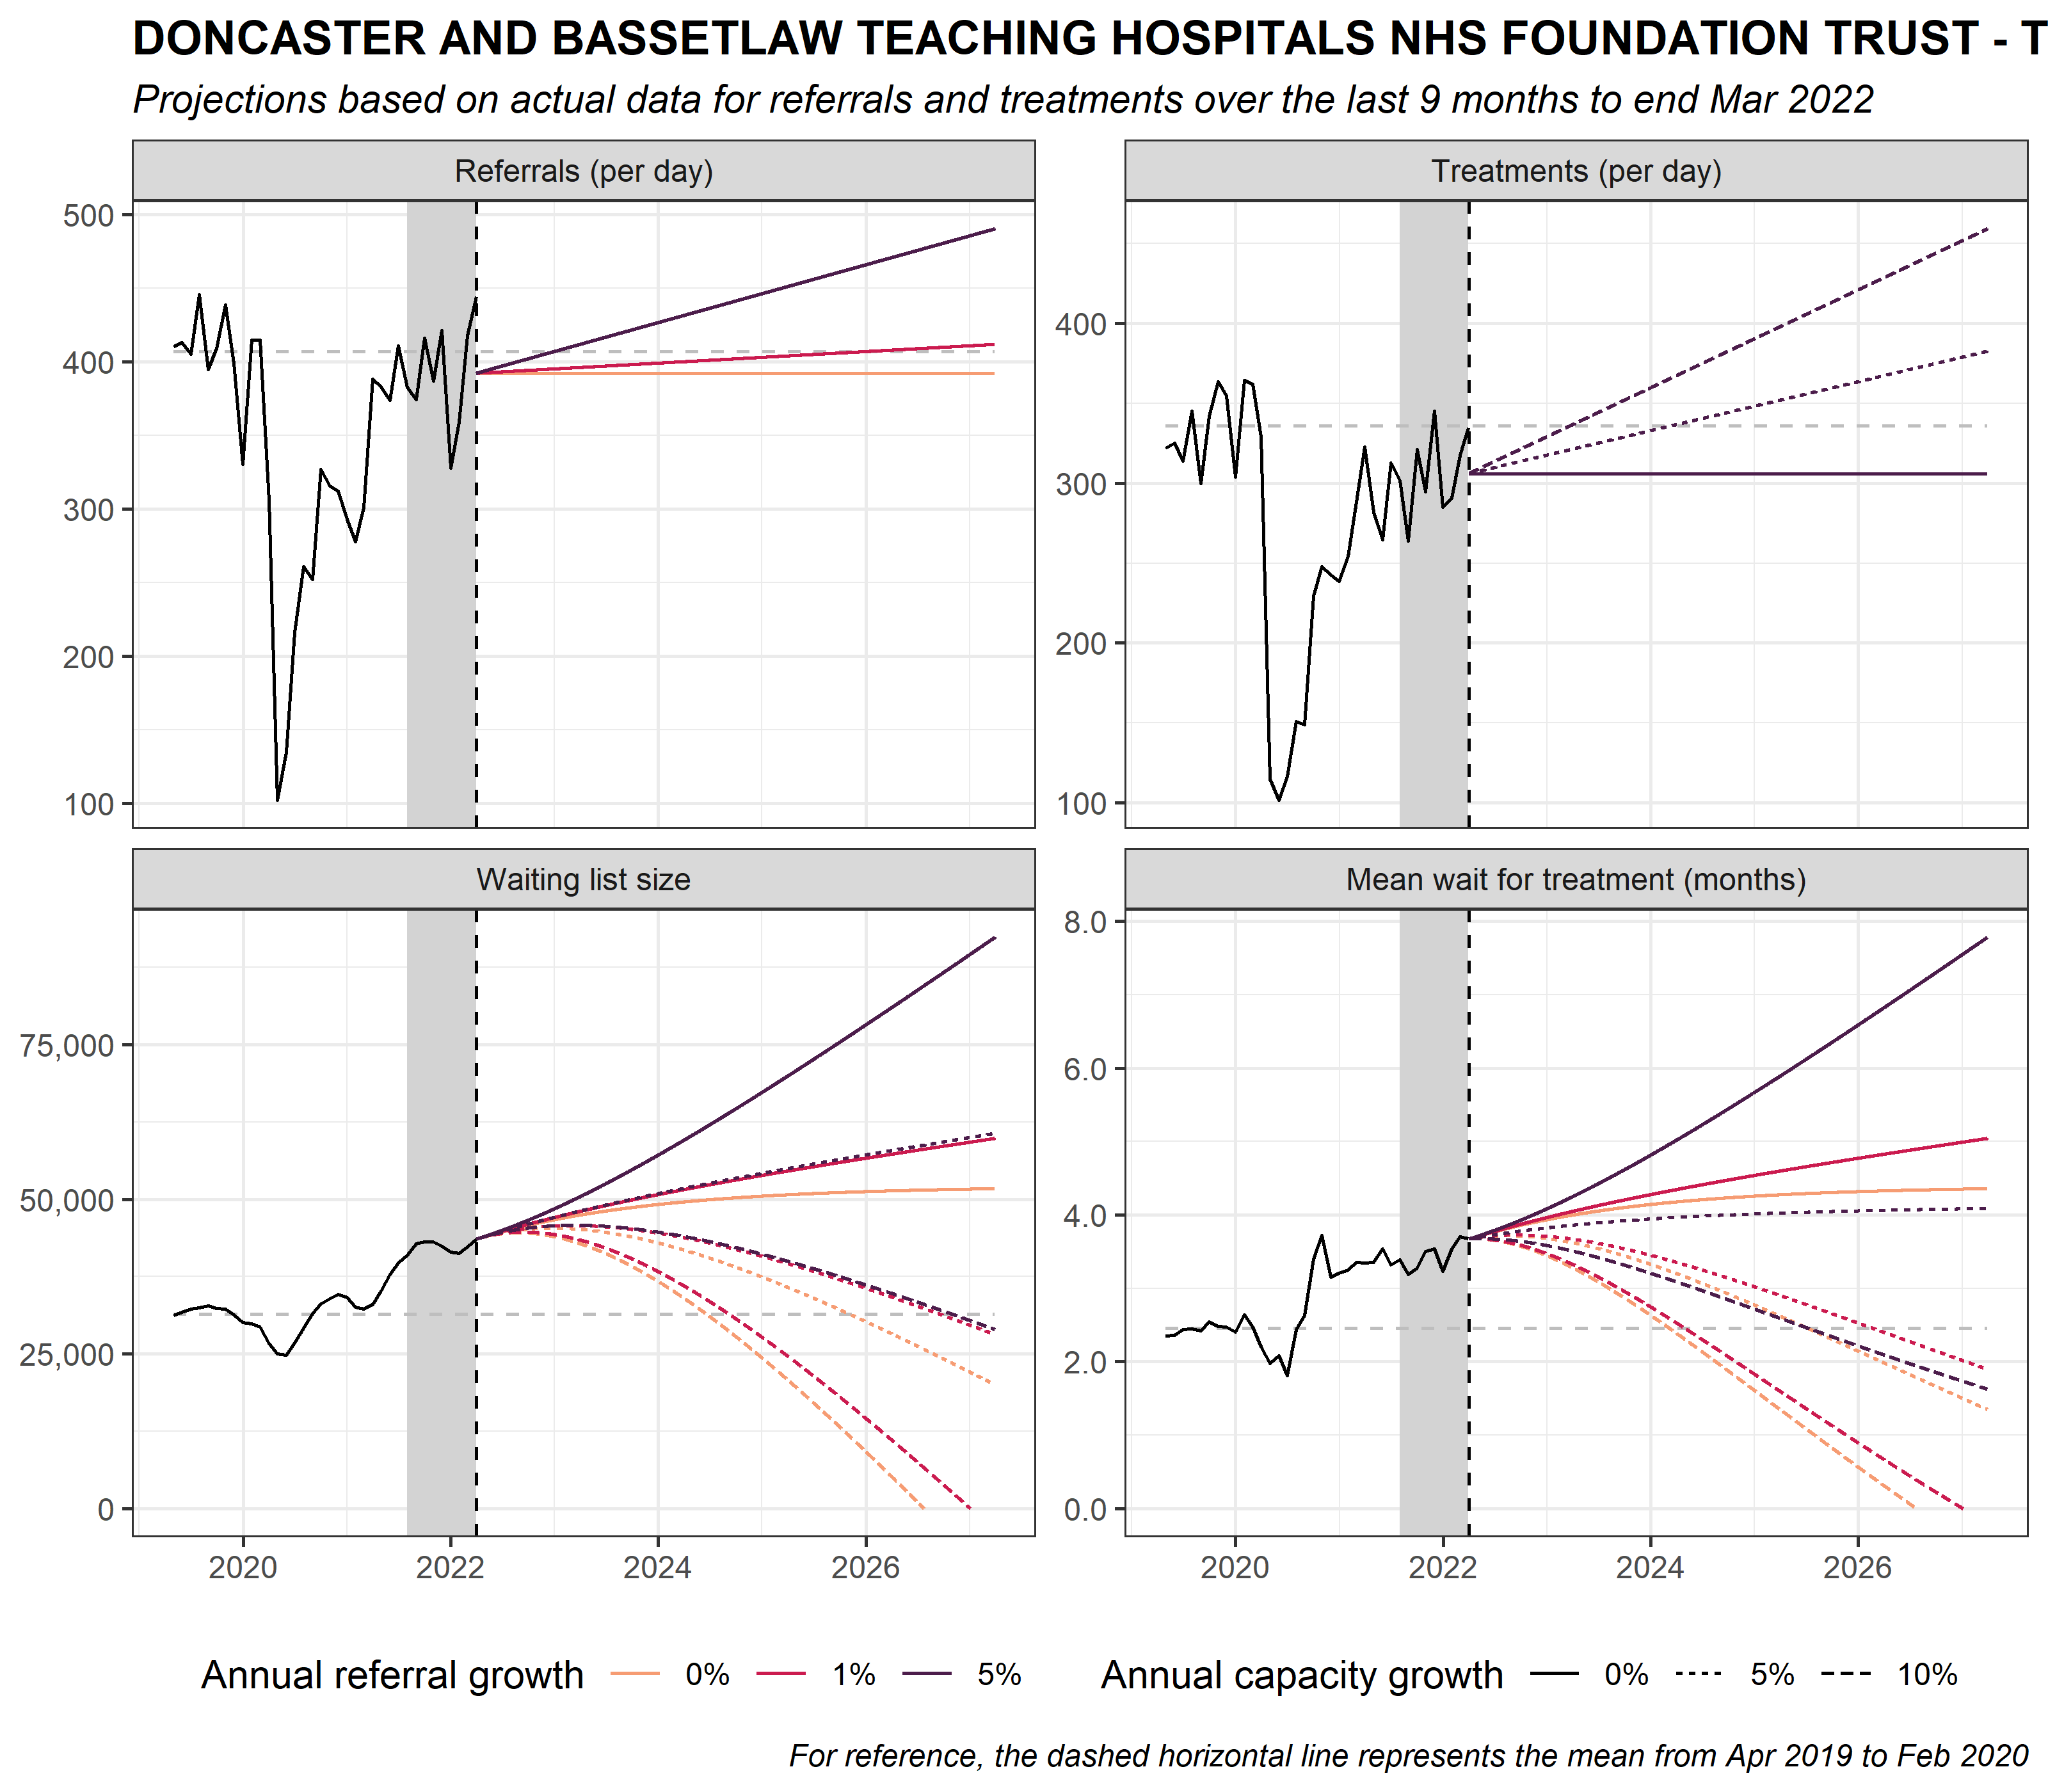 DONCASTER AND BASSETLAW TEACHING HOSPITALS NHS FOUNDATION TRUST - T
Projections based on actual data for referrals and treatments over the last 9 months to end Mar 2022
Referrals (per day)
500
400
300
200
100
Treatments (per day)
400
300
200
100
Waiting list size
75,000
50,000
25,000
0
2020 2022 2024 2026
Mean wait for treatment (months)
8.0
6.0
4.0
2.0
0.0
2020 2022 2024 2026
Annual referral growth 0% 1% 5%
Annual capacity growth 0% 5% 10%
For reference, the dashed horizontal line represents the mean from Apr 2019 to Feb 2020